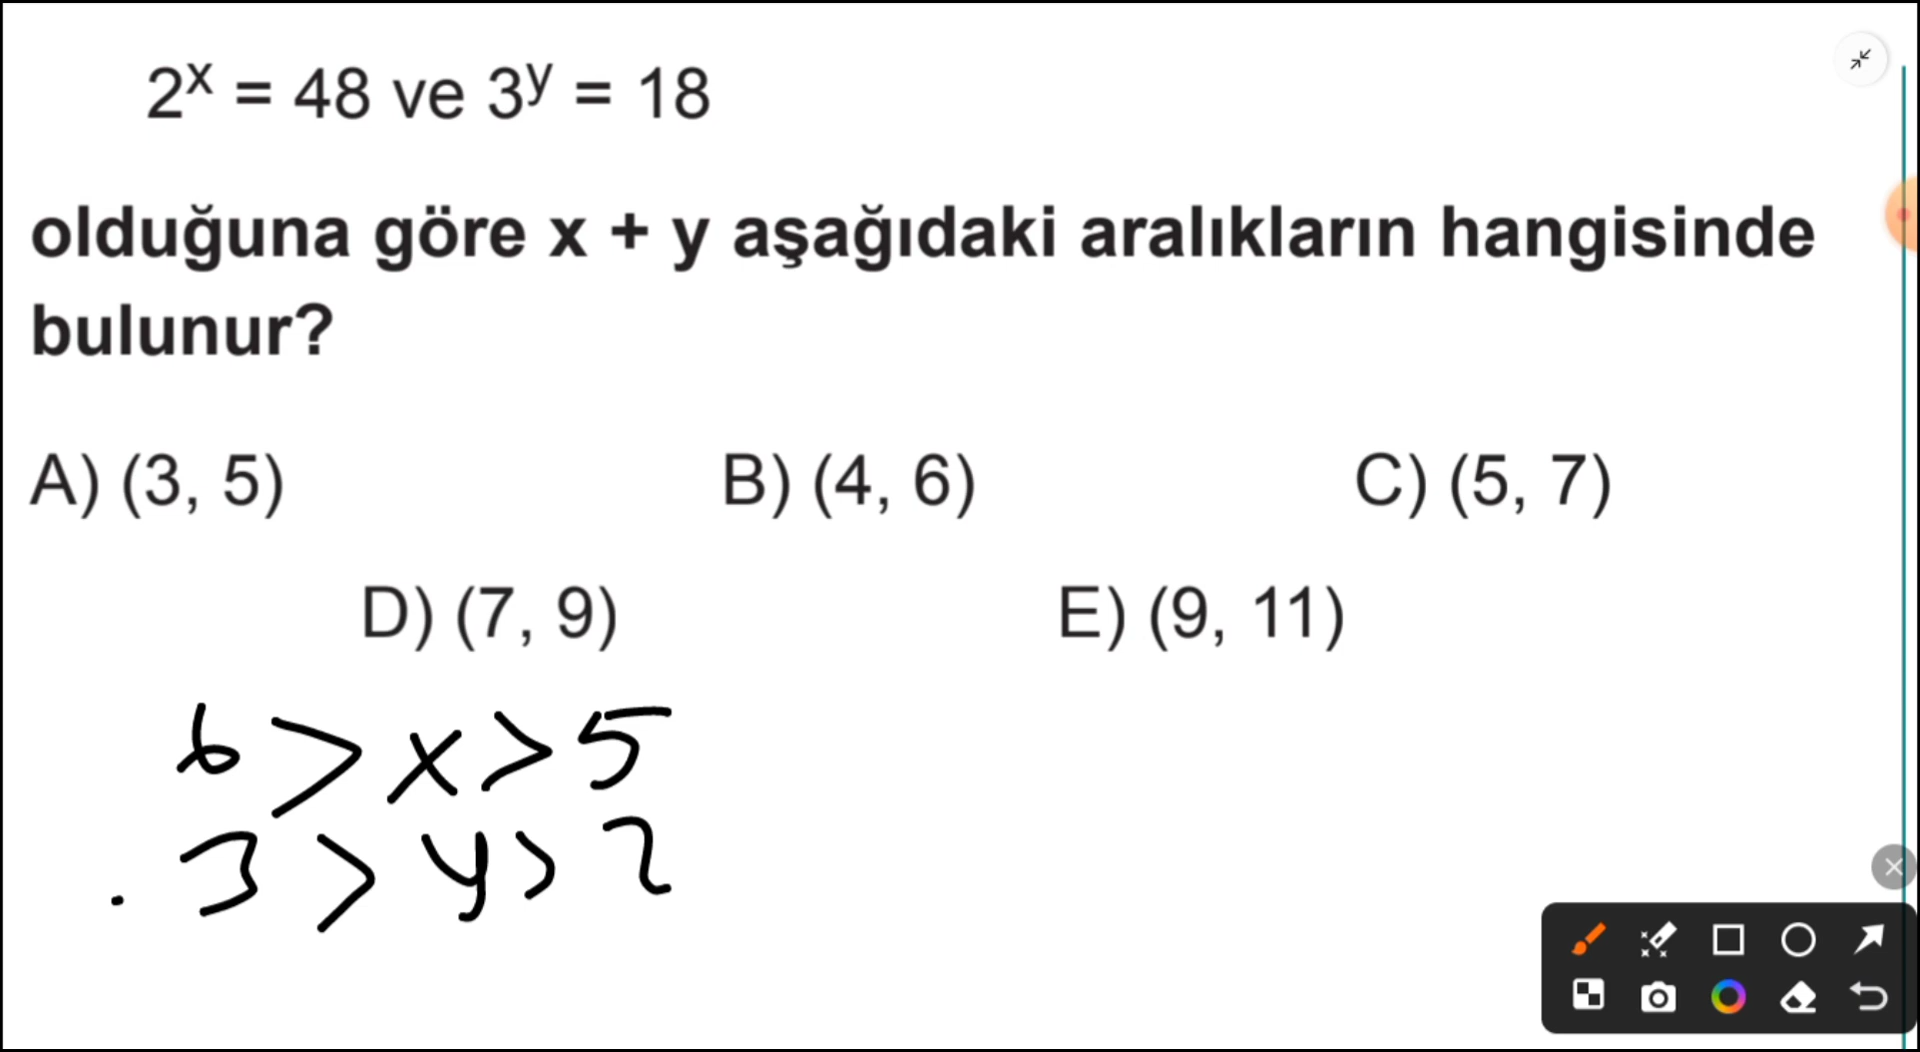 2ˣ = 48 ve 3ʸ = 18
olduğuna göre x + y aşağıdaki aralıkların hangisinde
bulunur?
A) (3, 5) B) (4, 6) C) (5, 7)
D) (7, 9) E) (9, 11)
6 > x > 5
3 > y > 2